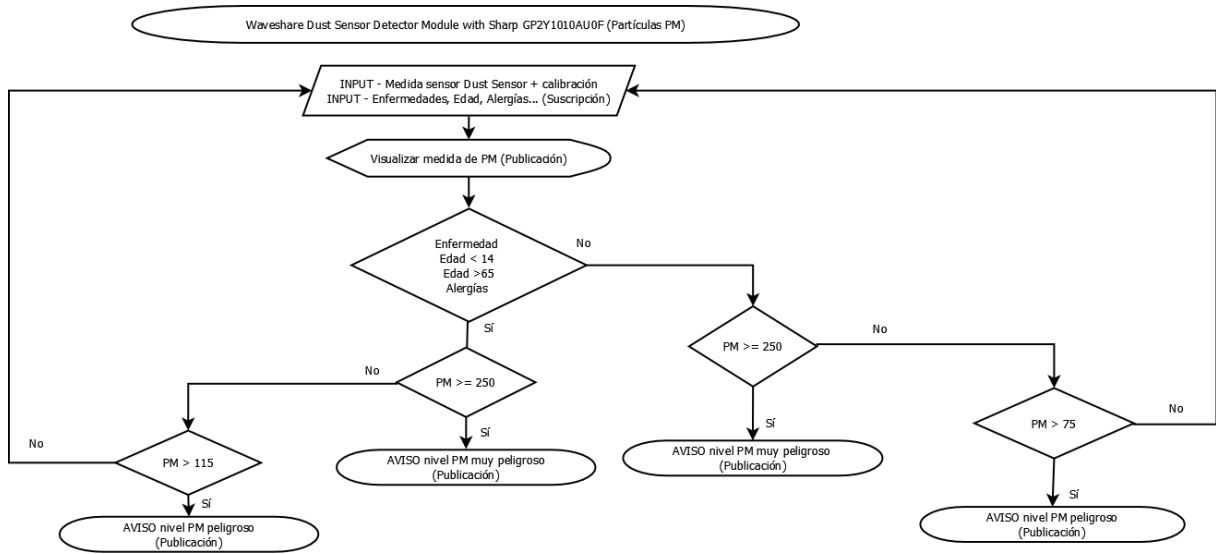 Waveshare Dust Sensor Detector Module with Sharp GP2Y1010AU0F (Partículas PM)
INPUT - Medida sensor Dust Sensor + calibración
INPUT - Enfermedades, Edad, Alergías... (Suscripción)
Visualizar medida de PM (Publicación)
Enfermedad
Edad < 14
Edad >65
Alergías
No
Sí
PM >= 250
No
PM >= 250
No
Sí
Sí
PM > 75
No
PM > 115
No
AVISO nivel PM muy peligroso
(Publicación)
AVISO nivel PM muy peligroso
(Publicación)
Sí
Sí
AVISO nivel PM peligroso
(Publicación)
AVISO nivel PM peligroso
(Publicación)